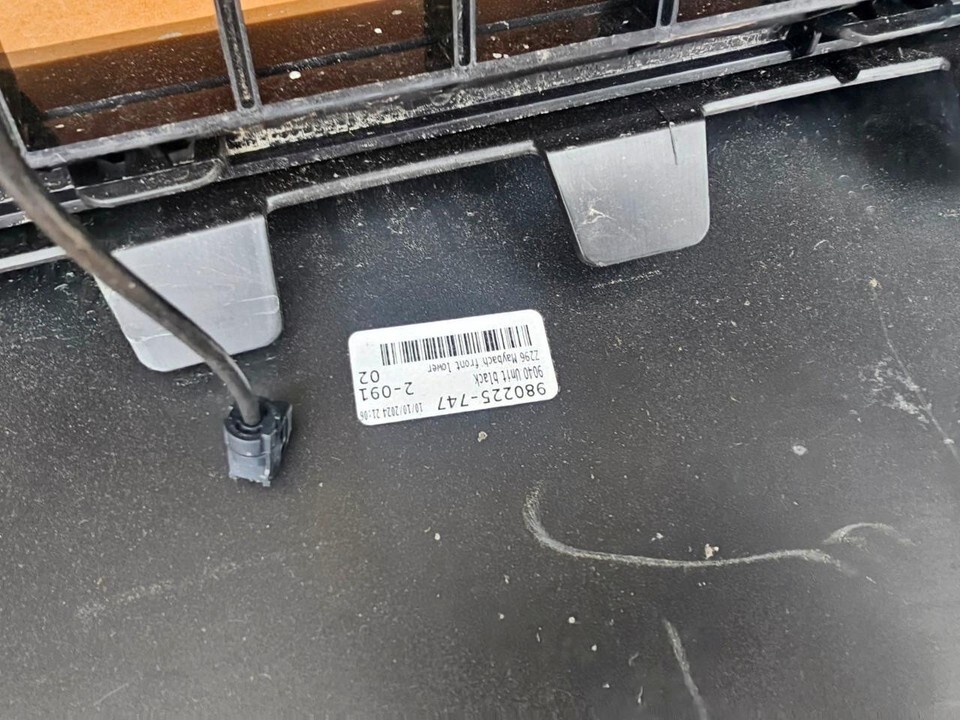 980225-747
10/10/2024 21:06
9040 Unit black
2-091
Z296 Maybach front lower
02